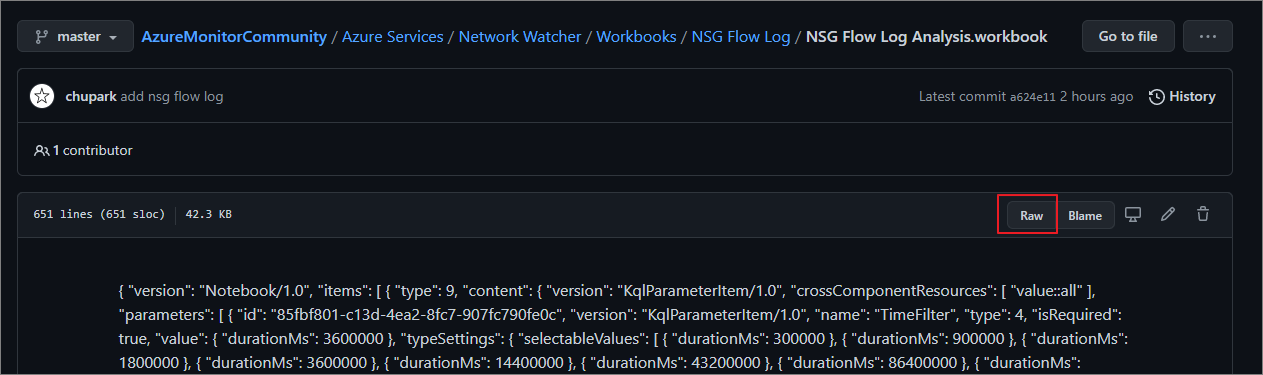 master AzureMonitorCommunity / Azure Services / Network Watcher / Workbooks / NSG Flow Log / NSG Flow Log Analysis.workbook Go to file ...
chupark add nsg flow log Latest commit a624e11 2 hours ago History
1 contributor
651 lines (651 sloc) 42.3 KB Raw Blame
{ "version": "Notebook/1.0", "items": [ { "type": 9, "content": { "version": "KqlParameterItem/1.0", "crossComponentResources": [ "value::all" ],
"parameters": [ { "id": "85fbf801-c13d-4ea2-8fc7-907fc790fe0c", "version": "KqlParameterItem/1.0", "name": "TimeFilter", "type": 4, "isRequired":
true, "value": { "durationMs": 3600000 }, "typeSettings": { "selectableValues": [ { "durationMs": 300000 }, { "durationMs": 900000 }, { "durationMs":
1800000 }, { "durationMs": 3600000 }, { "durationMs": 14400000 }, { "durationMs": 43200000 }, { "durationMs": 86400000 }, { "durationMs":